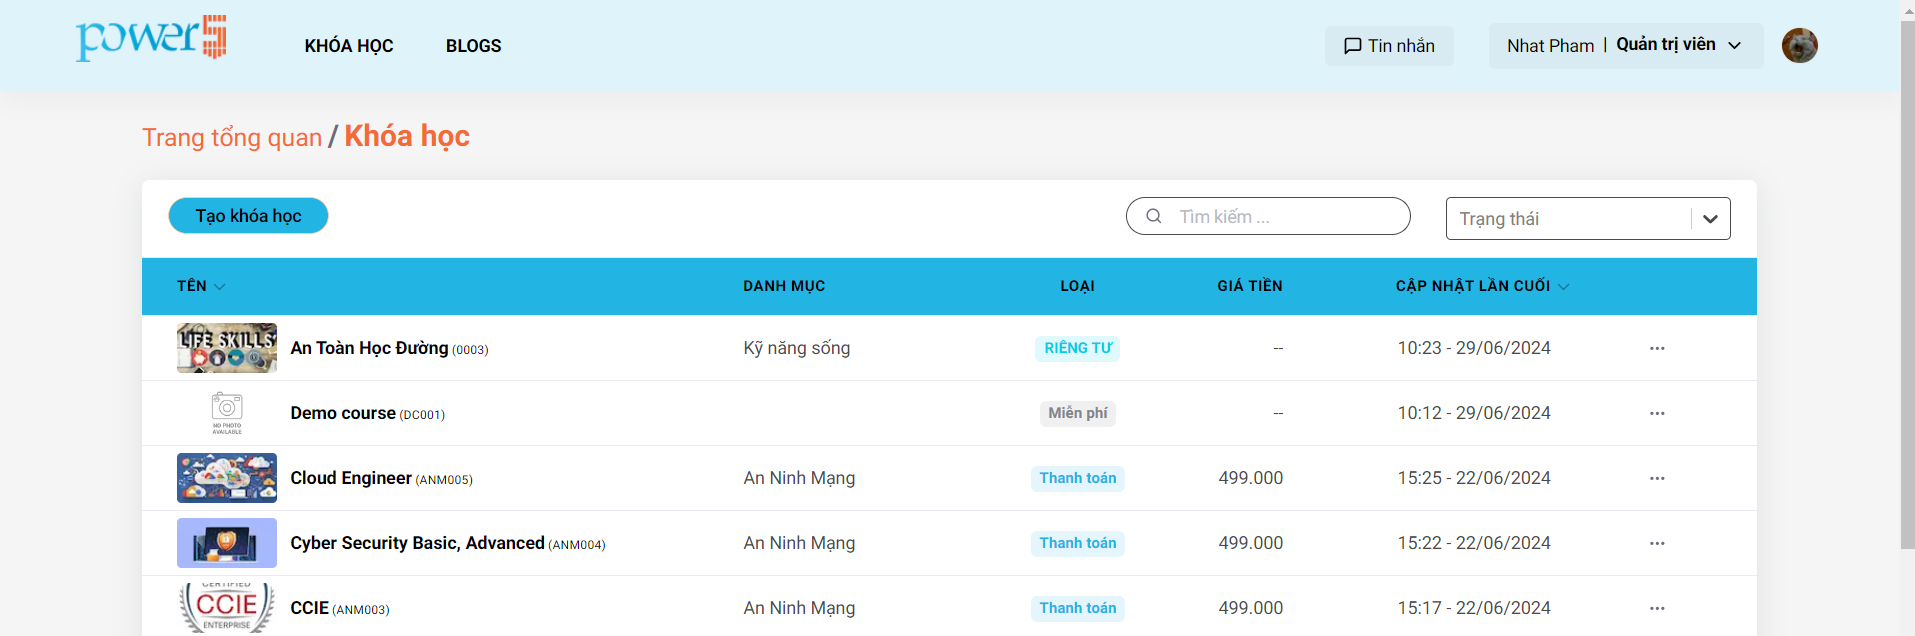 power5
KHÓA HỌC
BLOGS
Tin nhắn
Nhat Pham | Quản trị viên
Trang tổng quan / Khóa học
Tạo khóa học
Tìm kiếm ...
Trạng thái
TÊN
DANH MỤC
LOẠI
GIÁ TIỀN
CẬP NHẬT LẦN CUỐI
LIFE SKILLS
An Toàn Học Đường (0003)
Kỹ năng sống
RIÊNG TƯ
--
10:23 - 29/06/2024
NO PHOTO
AVAILABLE
Demo course (DC001)
Miễn phí
--
10:12 - 29/06/2024
Cloud Engineer (ANM005)
An Ninh Mạng
Thanh toán
499.000
15:25 - 22/06/2024
Cyber Security Basic, Advanced (ANM004)
An Ninh Mạng
Thanh toán
499.000
15:22 - 22/06/2024
CERTIFIED
CCIE
ENTERPRISE
CCIE (ANM003)
An Ninh Mạng
Thanh toán
499.000
15:17 - 22/06/2024